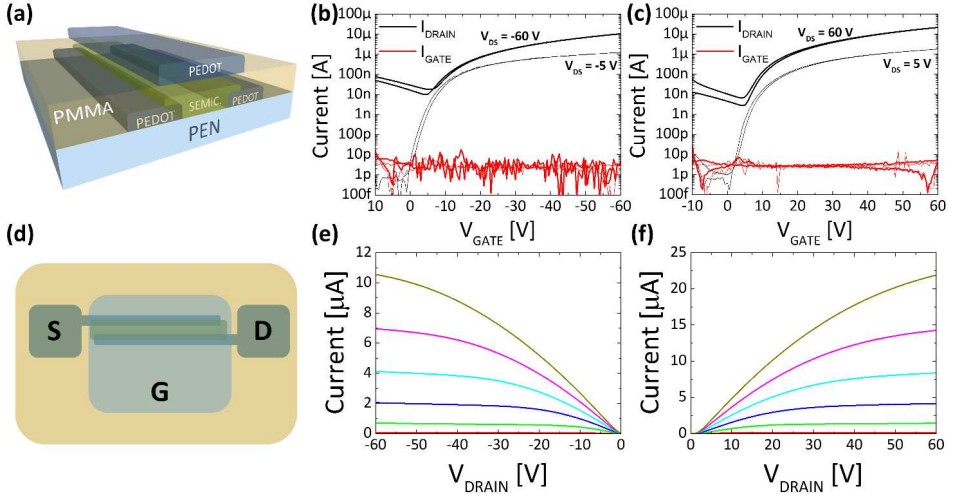 (a)
PEDOT
PMMA
PEDOT
SEMIC.
PEDOT
PEN
(b)
Current [A]
100µ
10µ
1µ
100n
10n
1n
100p
10p
1p
100f
I_DRAIN
I_GATE
V_DS = -60 V
V_DS = -5 V
10 0 -10 -20 -30 -40 -50 -60
V_GATE [V]
(c)
Current [A]
100µ
10µ
1µ
100n
10n
1n
100p
10p
1p
100f
I_DRAIN
I_GATE
V_DS = 60 V
V_DS = 5 V
-10 0 10 20 30 40 50 60
V_GATE [V]
(d)
S
D
G
(e)
Current [µA]
12
10
8
6
4
2
0
-60 -50 -40 -30 -20 -10 0
V_DRAIN [V]
(f)
Current [µA]
25
20
15
10
5
0
0 10 20 30 40 50 60
V_DRAIN [V]